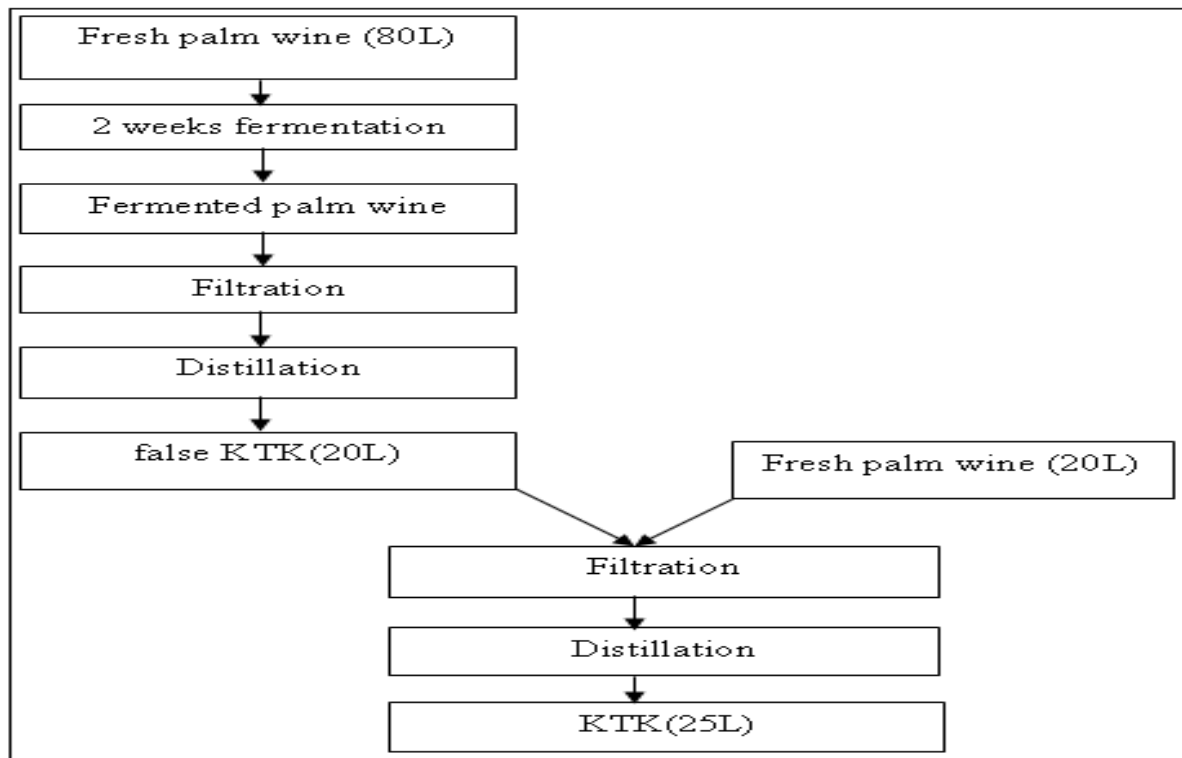 Fresh palm wine (80L)
2 weeks fermentation
Fermented palm wine
Filtration
Distillation
false KTK(20L)
Fresh palm wine (20L)
Filtration
Distillation
KTK(25L)